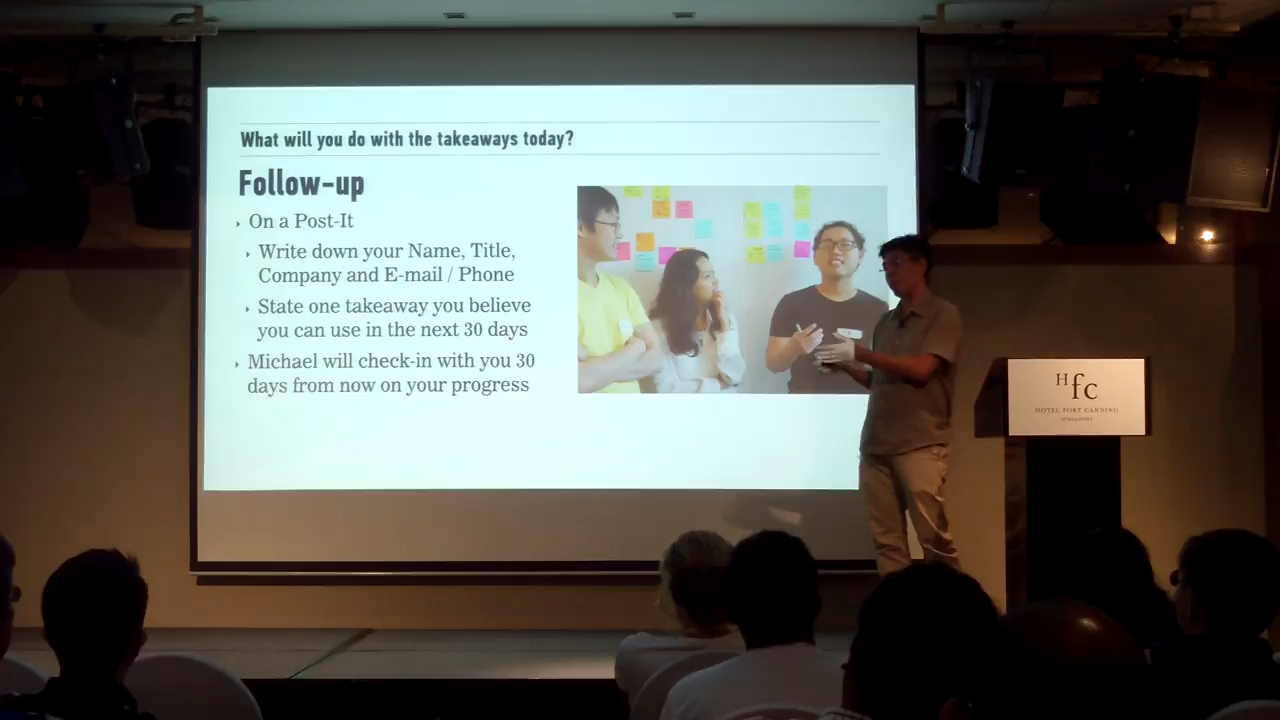 What will you do with the takeaways today?
Follow-up
On a Post-It
Write down your Name, Title,
Company and E-mail / Phone
State one takeaway you believe
you can use in the next 30 days
Michael will check-in with you 30
days from now on your progress
Hfc
HOTEL FORT CANNING
SINGAPORE